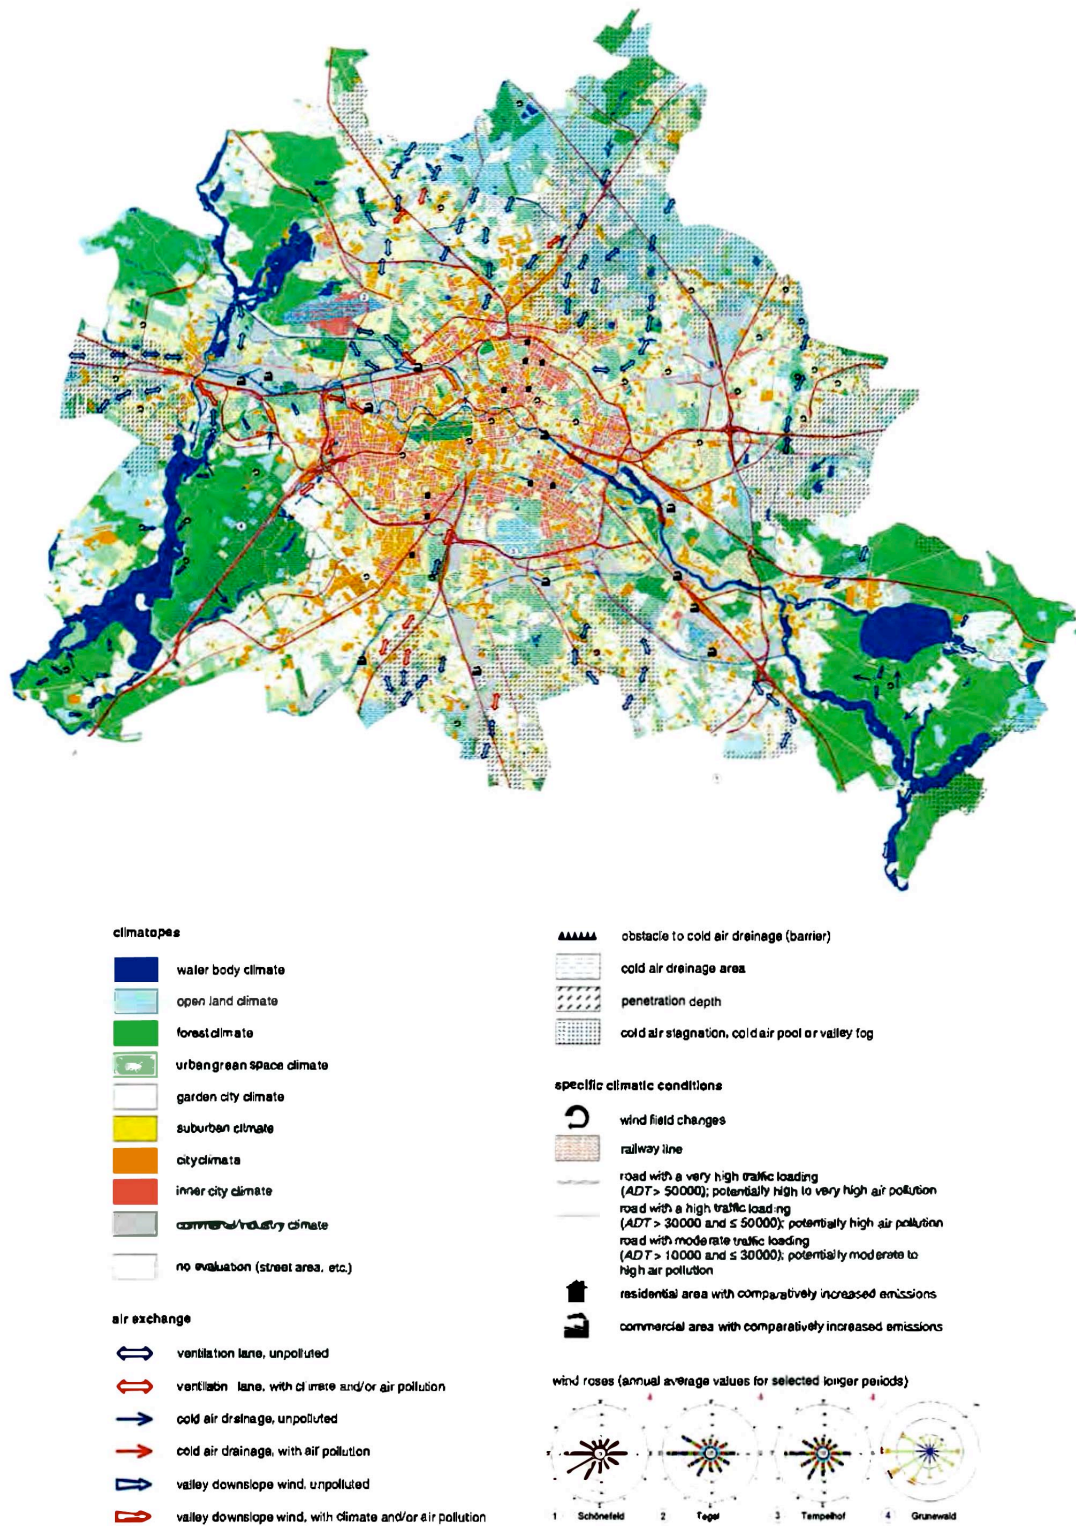 climatopes
water body climate
open land climate
forest climate
urban green space climate
garden city climate
suburban climate
city climate
inner city climate
climate
no evaluation (street area, etc.)
air exchange
ventilation lane, unpolluted
ventilation lane, with climate and/or air pollution
cold air drainage, unpolluted
cold air drainage, with air pollution
valley downslope wind, unpolluted
valley downslope wind, with climate and/or air pollution
obstacle to cold air drainage (barrier)
cold air drainage area
penetration depth
cold air stagnation, cold air pool or valley fog
specific climatic conditions
wind field changes
railway line
road with a very high traffic loading
(ADT > 50000); potentially high to very high air pollution
road with a high traffic loading
(ADT > 30000 and ≤ 50000); potentially high air pollution
road with moderate traffic loading
(ADT > 10000 and ≤ 30000); potentially moderate to
high air pollution
residential area with comparatively increased emissions
commercial area with comparatively increased emissions
wind roses (annual average values for selected longer periods)
1 Schönefeld 2 Tegel 3 Tempelhof 4 Grunewald